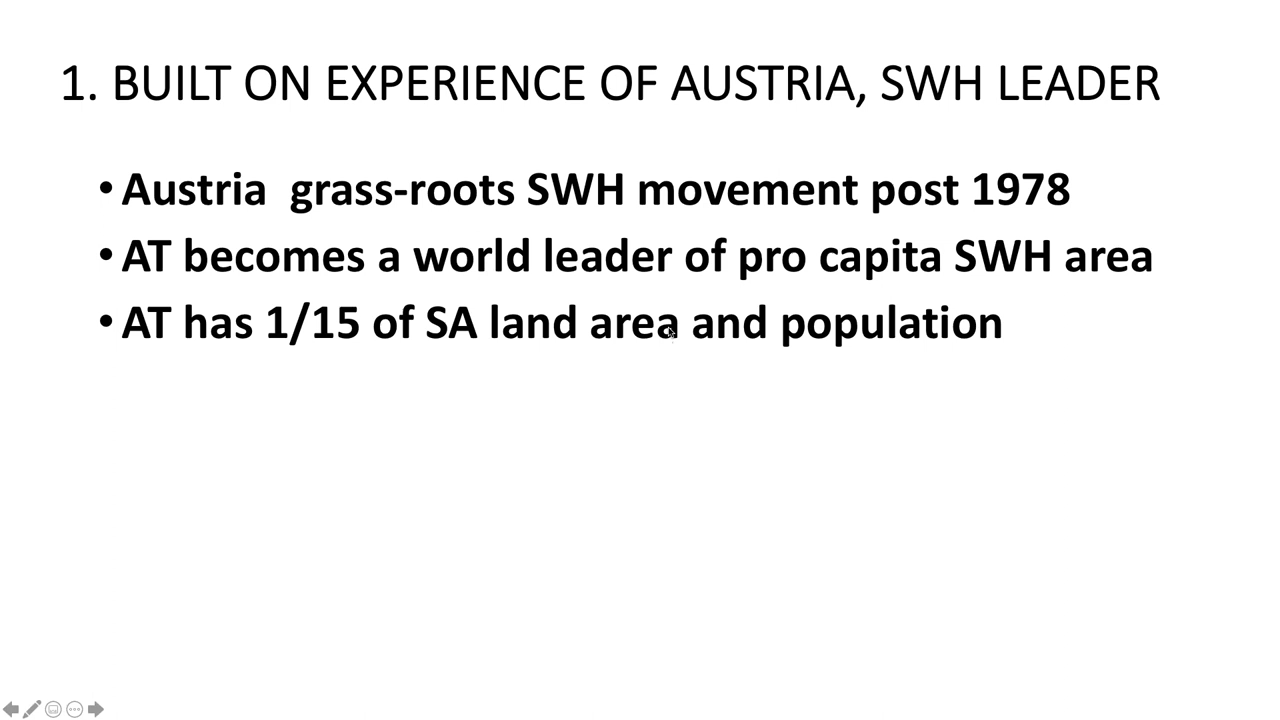 1. BUILT ON EXPERIENCE OF AUSTRIA, SWH LEADER
• Austria  grass-roots SWH movement post 1978
• AT becomes a world leader of pro capita SWH area
• AT has 1/15 of SA land area and population